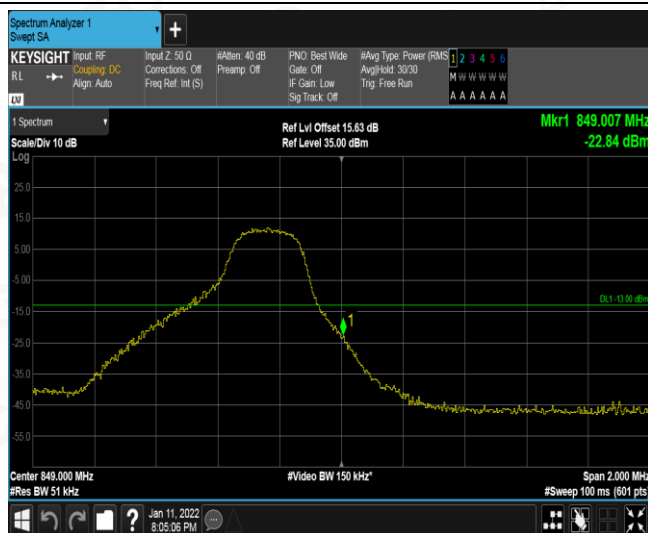 Spectrum Analyzer 1
Swept SA
KEYSIGHT
RL
Input: RF
Coupling: DC
Align: Auto
Input Z: 50 Ω
Corrections: Off
Freq Ref: Int (S)
#Atten: 40 dB
Preamp: Off
PNO: Best Wide
Gate: Off
IF Gain: Low
Sig Track: Off
#Avg Type: Power (RMS
Avg|Hold: 30/30
Trig: Free Run
1 2 3 4 5 6
M W W W W W
A A A A A A
1 Spectrum
Scale/Div 10 dB
Ref Lvl Offset 15.63 dB
Ref Level 35.00 dBm
Mkr1 849.007 MHz
-22.84 dBm
Log
25.0
15.0
5.00
-5.00
-15.0
-25.0
-35.0
-45.0
-55.0
DL1 -13.00 dBm
1
Center 849.000 MHz
#Res BW 51 kHz
#Video BW 150 kHz*
Span 2.000 MHz
#Sweep 100 ms (601 pts)
?
Jan 11, 2022
8:05:06 PM